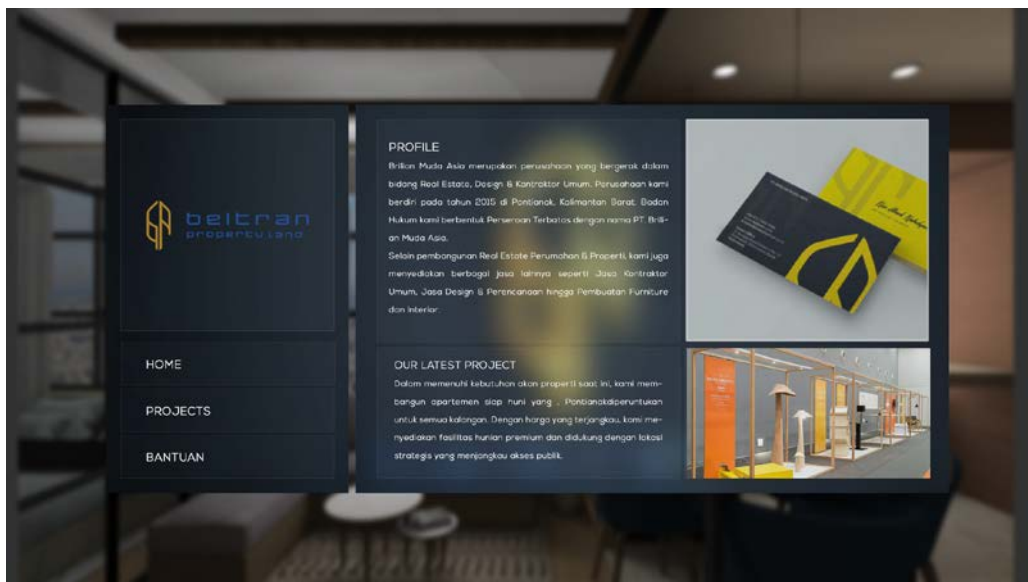 beltran
propertyland
HOME
PROJECTS
BANTUAN
PROFILE
Brilian Muda Asia merupakan perusahaan yang bergerak dalam
bidang Real Estate, Design & Kontraktor Umum. Perusahaan kami
berdiri pada tahun 2015 di Pontianak, Kalimantan Barat. Badan
Hukum kami berbentuk Perseroan Terbatas dengan nama PT. Brili-
an Muda Asia.
Selain pembangunan Real Estate Perumahan & Properti, kami juga
menyediakan berbagai jasa lainnya seperti Jasa Kontraktor
Umum, Jasa Design & Perencanaan hingga Pembuatan Furniture
dan Interior.
OUR LATEST PROJECT
Dalam memenuhi kebutuhan akan properti saat ini, kami mem-
bangun apartemen siap huni yang , Pontianakdiperuntukan
untuk semua kalangan. Dengan harga yang terjangkau, kami me-
nyediakan fasilitas hunian premium dan didukung dengan lokasi
strategis yang menjangkau akses publik.